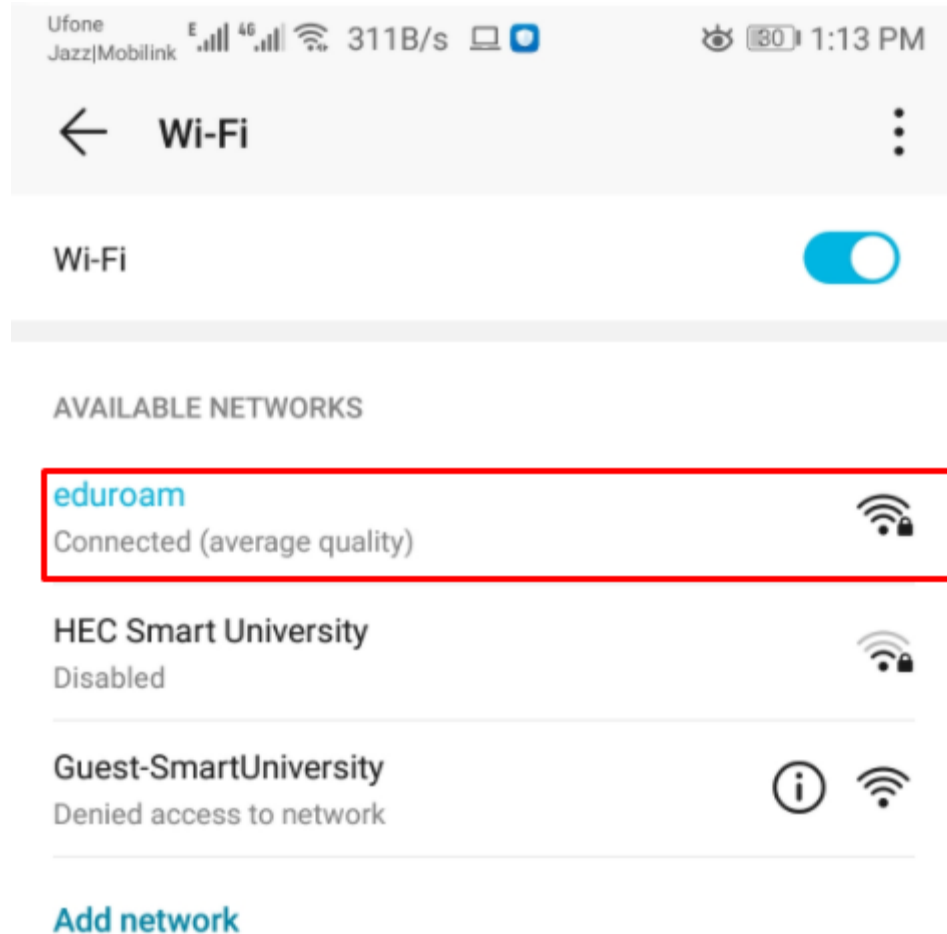 Ufone
Jazz|Mobilink E 4G 311B/s 30 1:13 PM
Wi-Fi
Wi-Fi
AVAILABLE NETWORKS
eduroam
Connected (average quality)
HEC Smart University
Disabled
Guest-SmartUniversity
Denied access to network
Add network